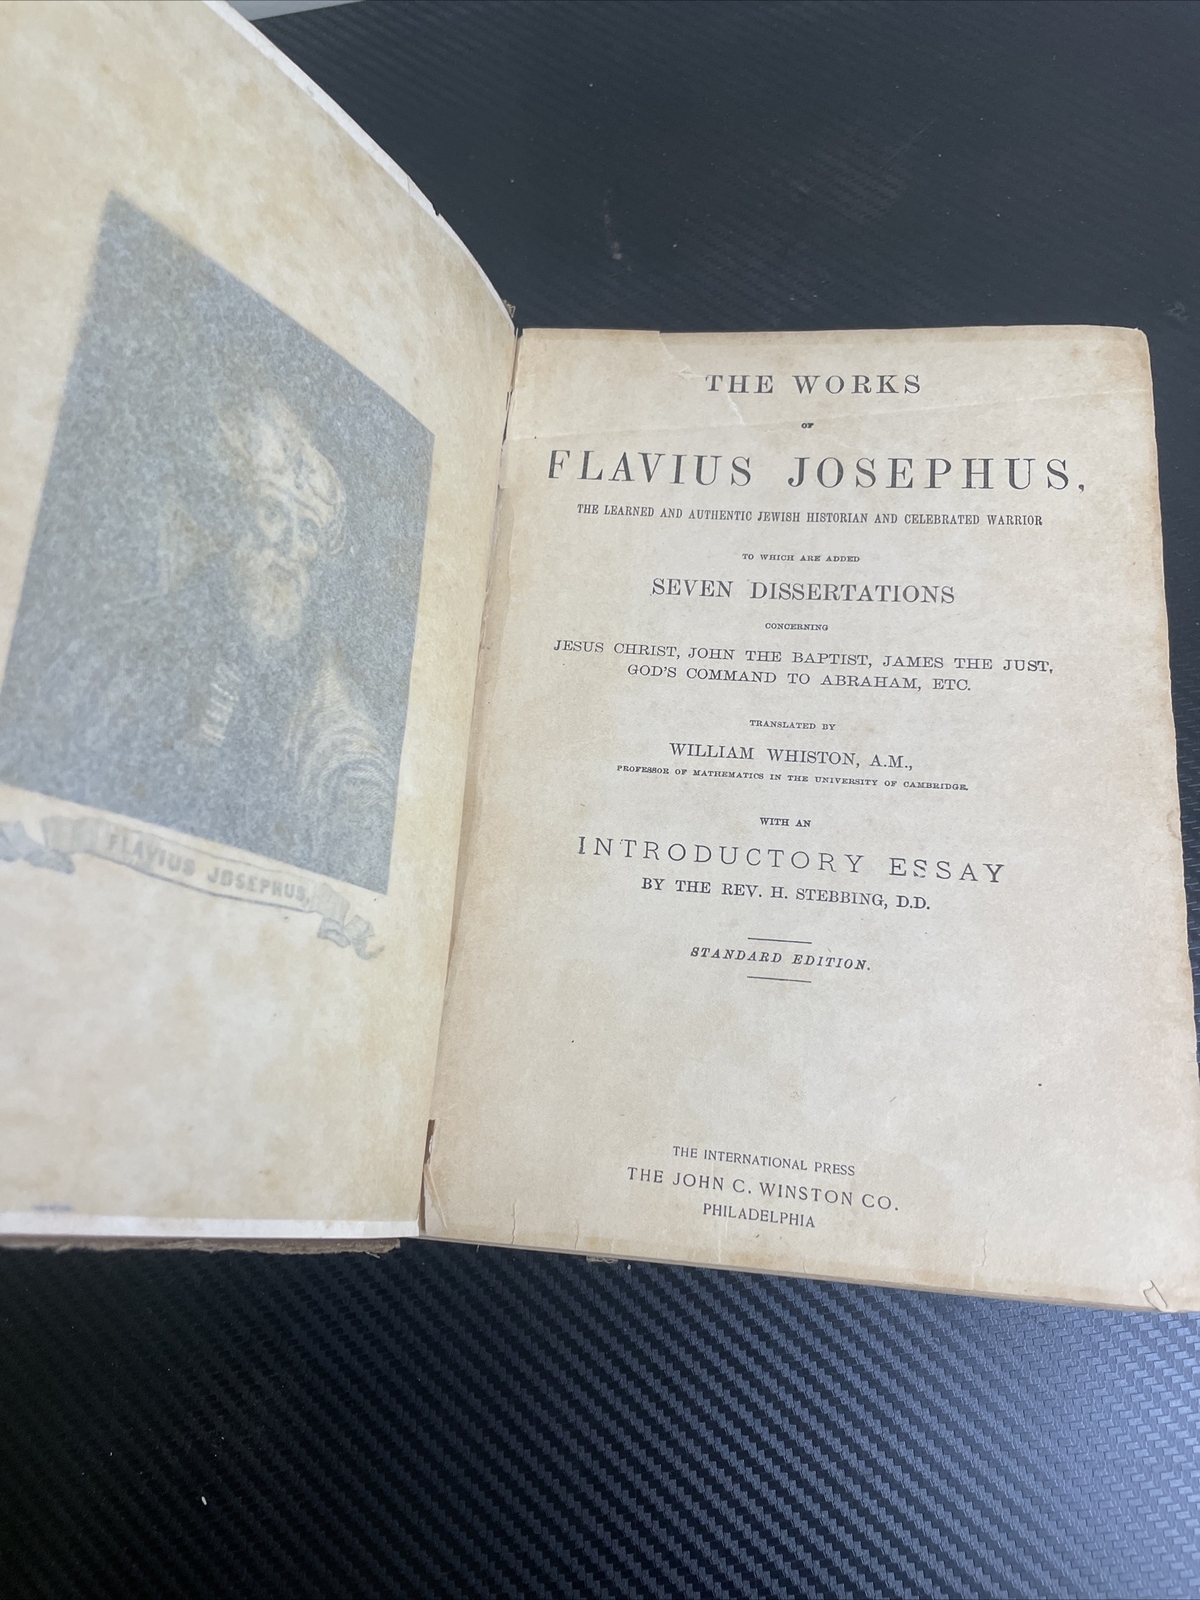 FLAVIUS JOSEPHUS,
THE WORKS
OF
FLAVIUS JOSEPHUS,
THE LEARNED AND AUTHENTIC JEWISH HISTORIAN AND CELEBRATED WARRIOR
TO WHICH ARE ADDED
SEVEN DISSERTATIONS
CONCERNING
JESUS CHRIST, JOHN THE BAPTIST, JAMES THE JUST,
GOD'S COMMAND TO ABRAHAM, ETC.
TRANSLATED BY
WILLIAM WHISTON, A.M.,
PROFESSOR OF MATHEMATICS IN THE UNIVERSITY OF CAMBRIDGE.
WITH AN
INTRODUCTORY ESSAY
BY THE REV. H. STEBBING, D.D.
STANDARD EDITION.
THE INTERNATIONAL PRESS
THE JOHN C. WINSTON CO.
PHILADELPHIA